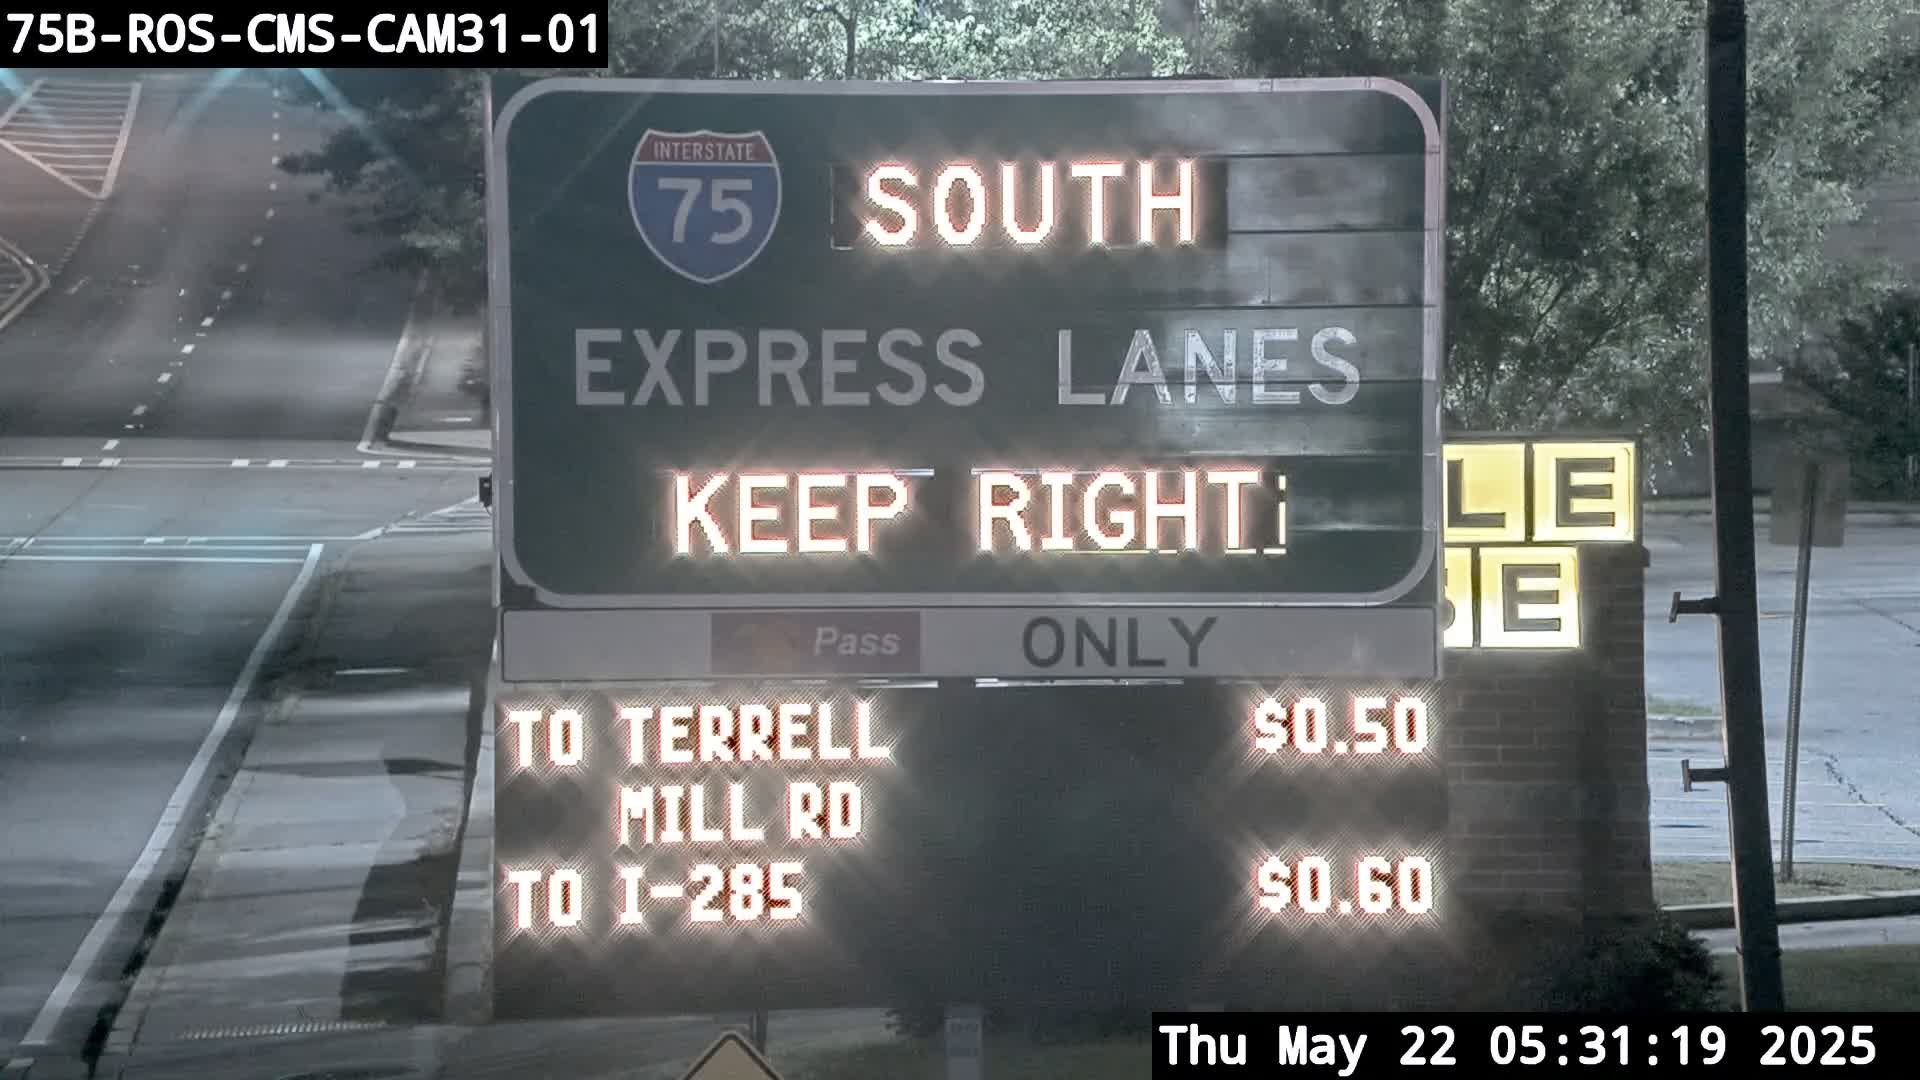 75B-ROS-CMS-CAM31-01
INTERSTATE
75
SOUTH
EXPRESS LANES
KEEP RIGHT
Pass ONLY
LE
E
TO TERRELL $0.50
MILL RD
TO I-285 $0.60
Thu May 22 05:31:19 2025